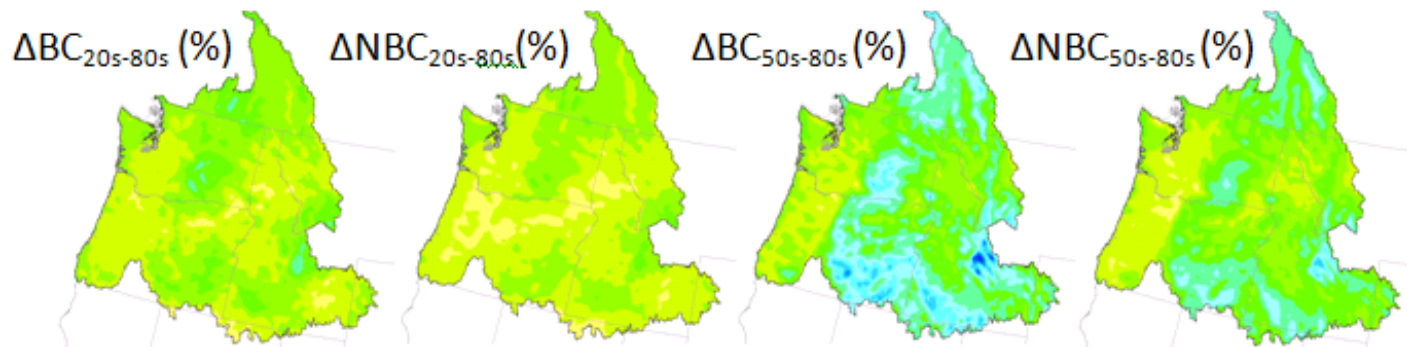 ΔBC20s-80s (%) ΔNBC20s-80s (%) ΔBC50s-80s (%) ΔNBC50s-80s (%)